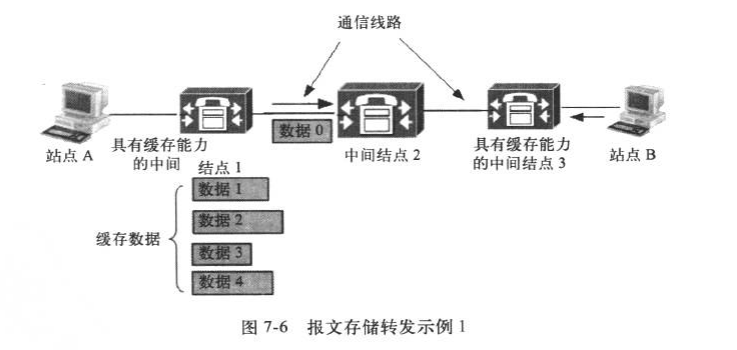 通信线路
数据 0
站点 A
具有缓存能力
的中间 结点 1
中间结点 2
具有缓存能力
的中间结点 3
站点 B
缓存数据
数据 1
数据 2
数据 3
数据 4
图 7-6 报文存储转发示例 1